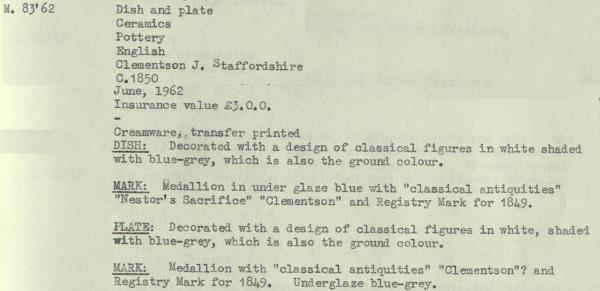 M. 83'62 Dish and plate
Ceramics
Pottery
English
Clementson J. Staffordshire
C.1850
June, 1962
Insurance value £3.0.0.
-
Creamware, transfer printed
DISH: Decorated with a design of classical figures in white shaded
with blue-grey, which is also the ground colour.
MARK: Medallion in under glaze blue with "classical antiquities"
"Nestor's Sacrifice" "Clementson" and Registry Mark for 1849.
PLATE: Decorated with a design of classical figures in white, shaded
with blue-grey, which is also the ground colour.
MARK: Medallion with "classical antiquities" "Clementson"? and
Registry Mark for 1849. Underglaze blue-grey.